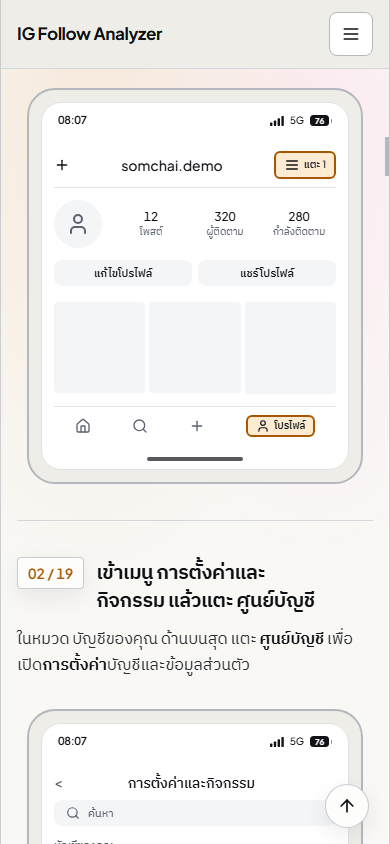 IG Follow Analyzer
08:07 5G 76
somchai.demo แตะ 1
12 320 280
โพสต์ ผู้ติดตาม กำลังติดตาม
แก้ไขโปรไฟล์ แชร์โปรไฟล์
โปรไฟล์
02 / 19 เข้าเมนู การตั้งค่าและ
กิจกรรม แล้วแตะ ศูนย์บัญชี
ในหมวด บัญชีของคุณ ด้านบนสุด แตะ ศูนย์บัญชี เพื่อ
เปิดการตั้งค่าบัญชีและข้อมูลส่วนตัว
08:07 5G 76
< การตั้งค่าและกิจกรรม
ค้นหา